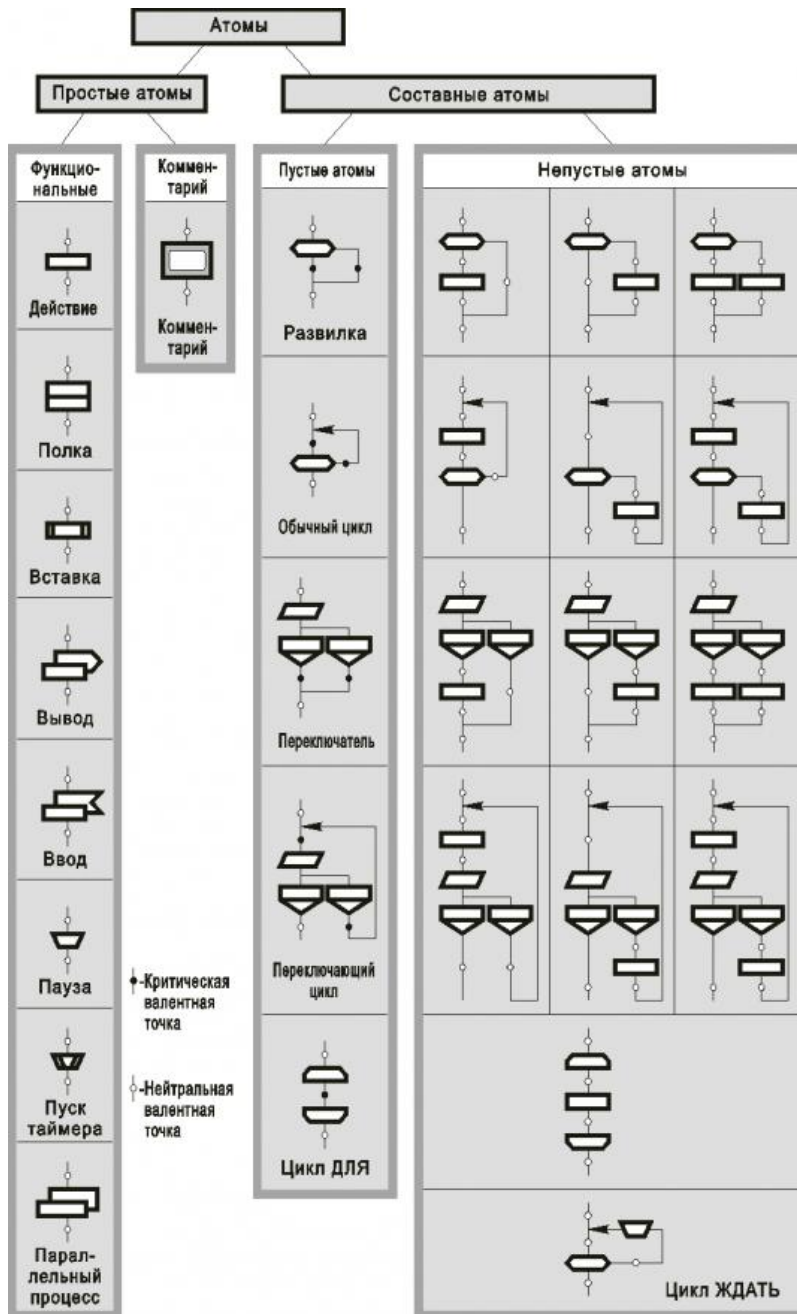 Атомы
Простые атомы
Составные атомы
Функцио-
нальные
Действие
Полка
Вставка
Вывод
Ввод
Пауза
Пуск
таймера
Парал-
лельный
процесс
Коммен-
тарий
Коммен-
тарий
-Критическая
валентная
точка
-Нейтральная
валентная
точка
Пустые атомы
Развилка
Обычный цикл
Переключатель
Переключающий
цикл
Цикл ДЛЯ
Непустые атомы
Цикл ЖДАТЬ